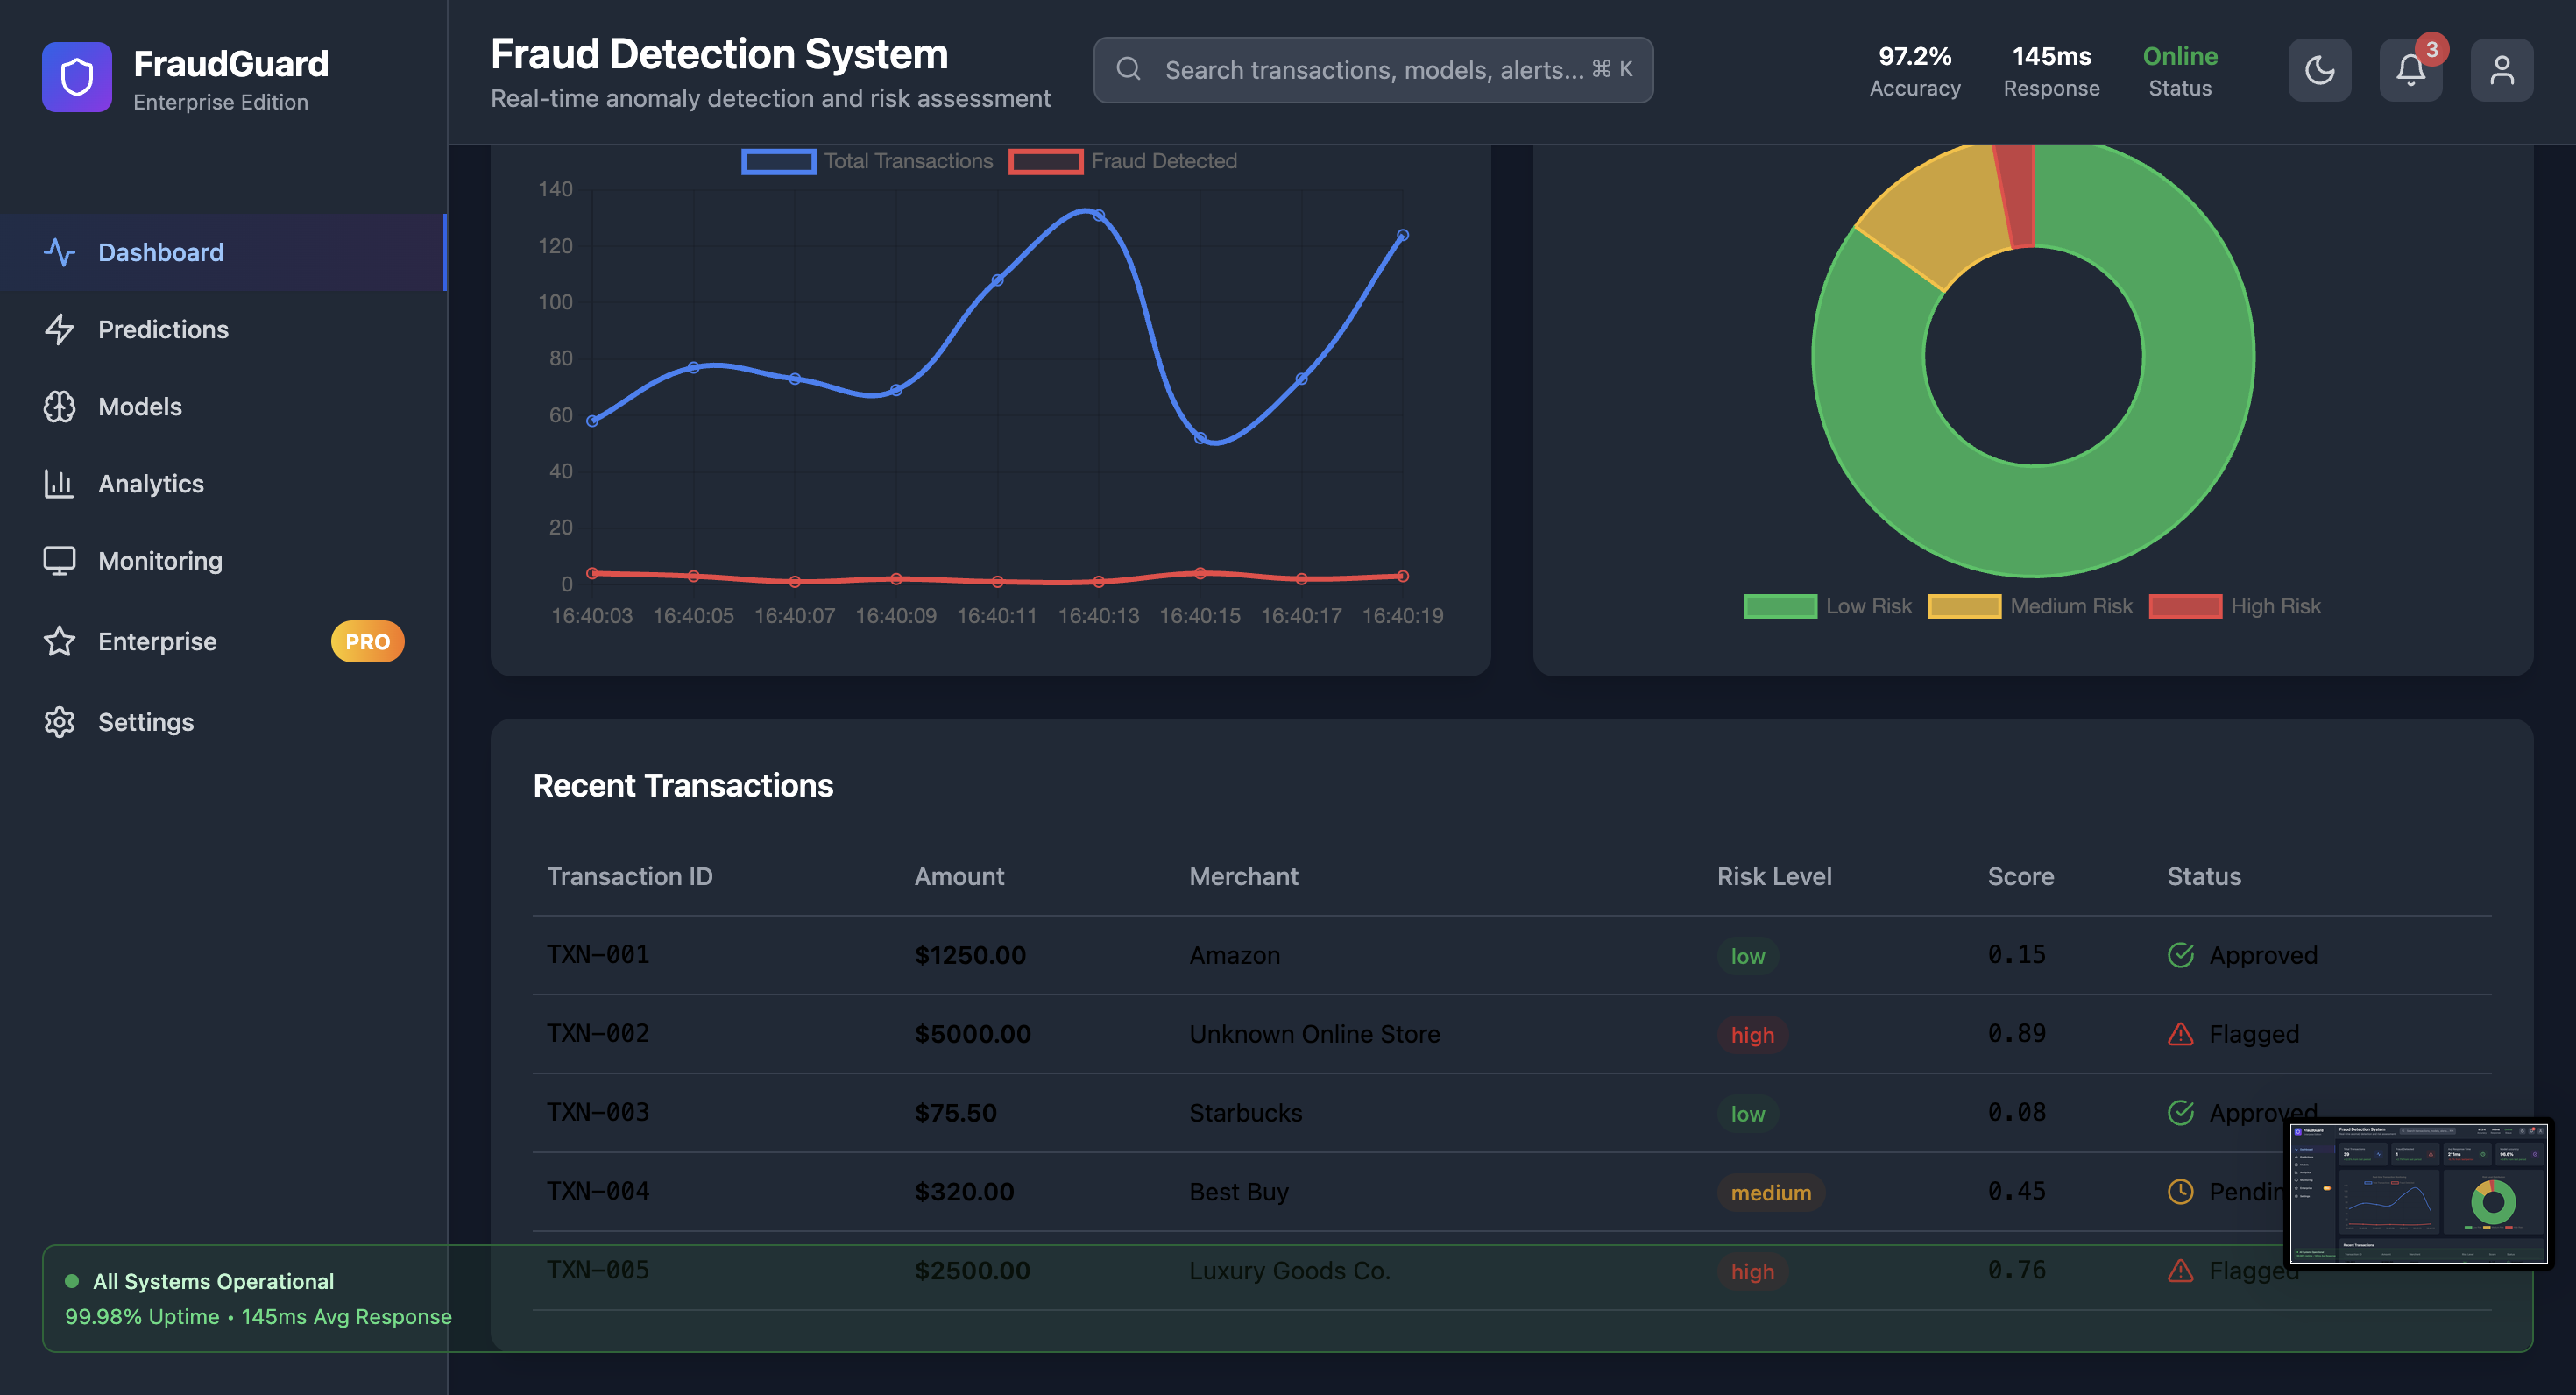 FraudGuard
Enterprise Edition
Dashboard
Predictions
Models
Analytics
Monitoring
Enterprise PRO
Settings
All Systems Operational
99.98% Uptime • 145ms Avg Response
Fraud Detection System
Real-time anomaly detection and risk assessment
Search transactions, models, alerts... ⌘ K
97.2% 145ms Online
Accuracy Response Status
3
Total Transactions Fraud Detected
140
120
100
80
60
40
20
0
16:40:03 16:40:05 16:40:07 16:40:09 16:40:11 16:40:13 16:40:15 16:40:17 16:40:19
Low Risk Medium Risk High Risk
Recent Transactions
Transaction ID Amount Merchant Risk Level Score Status
TXN-001 $1250.00 Amazon low 0.15 Approved
TXN-002 $5000.00 Unknown Online Store high 0.89 Flagged
TXN-003 $75.50 Starbucks low 0.08 Approved
TXN-004 $320.00 Best Buy medium 0.45 Pendin
TXN-005 $2500.00 Luxury Goods Co. high 0.76 Flagged